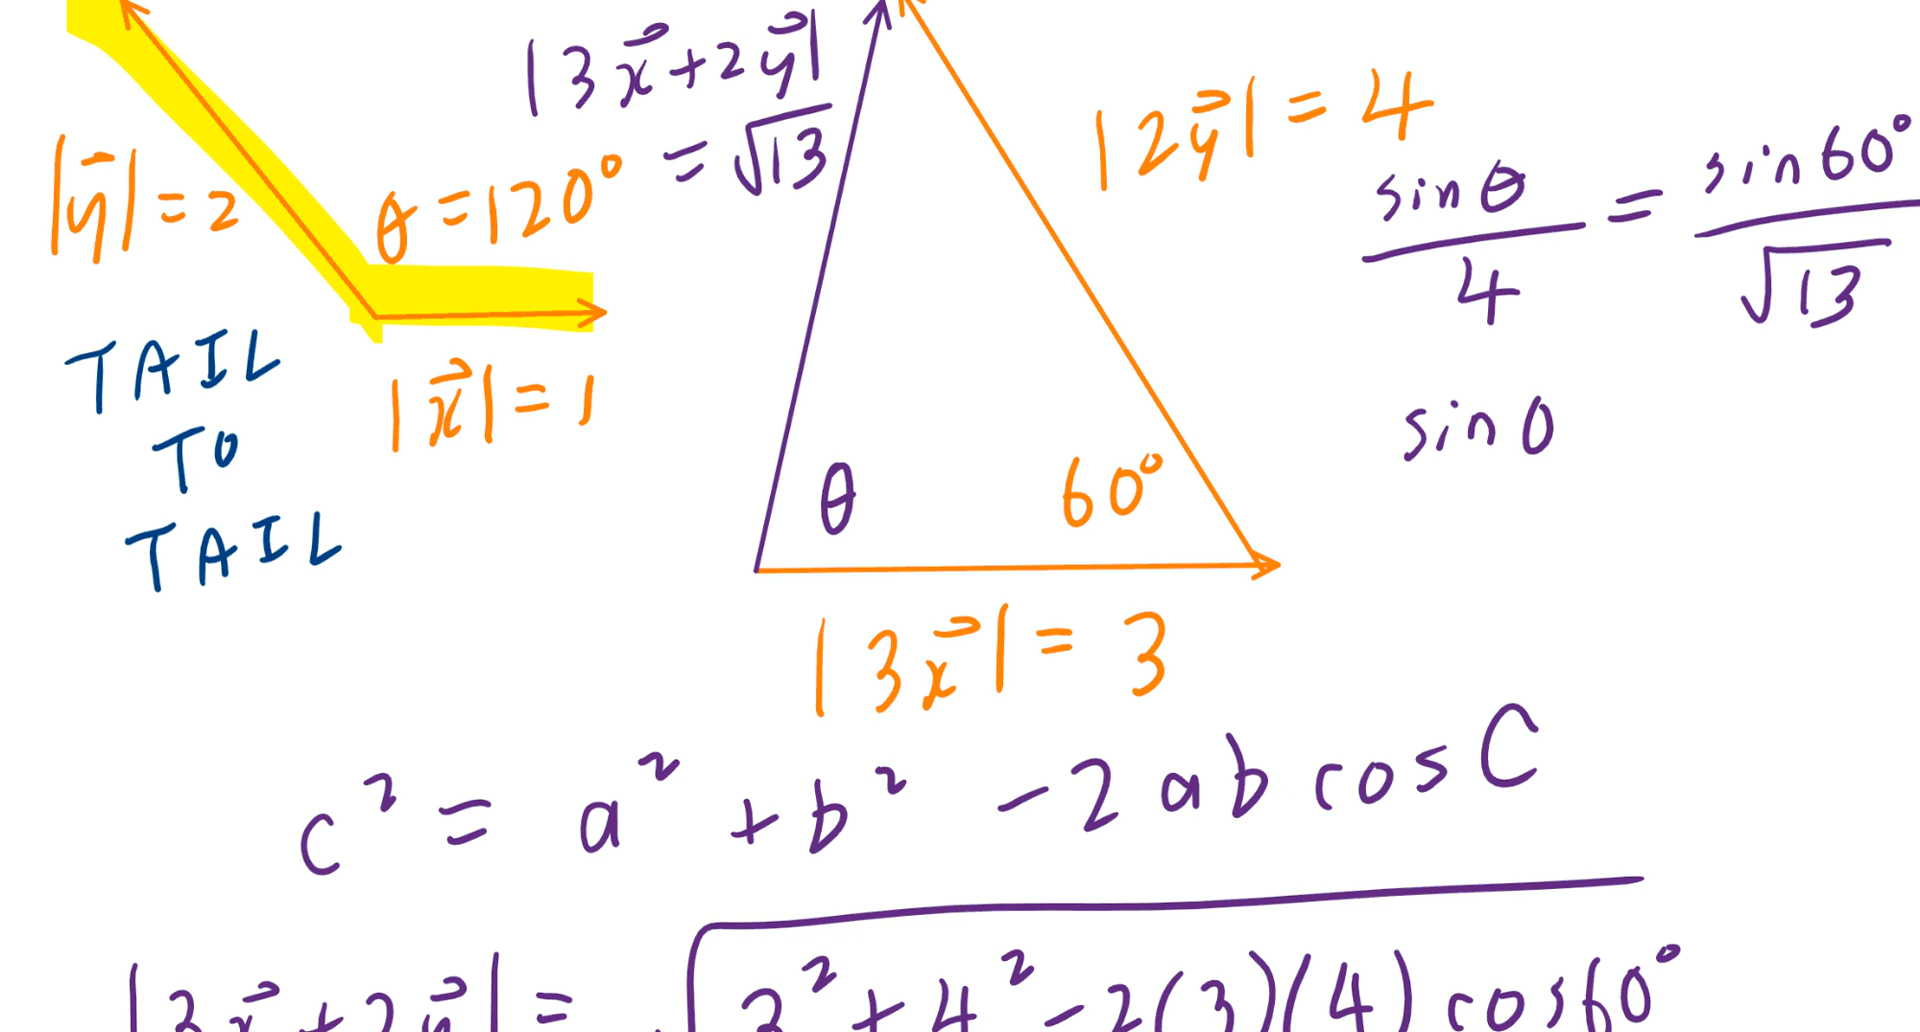 |3x⃗+2y⃗|
= √13
|2y⃗| = 4
|y⃗| = 2
θ = 120°
|x⃗| = 1
TAIL
TO
TAIL
sin θ / 4 = sin 60° / √13
sin θ
θ
60°
|3x⃗| = 3
c² = a² + b² - 2ab cos C
|3x⃗ + 2y⃗| = √3² + 4² - 2(3)(4) cos 60°